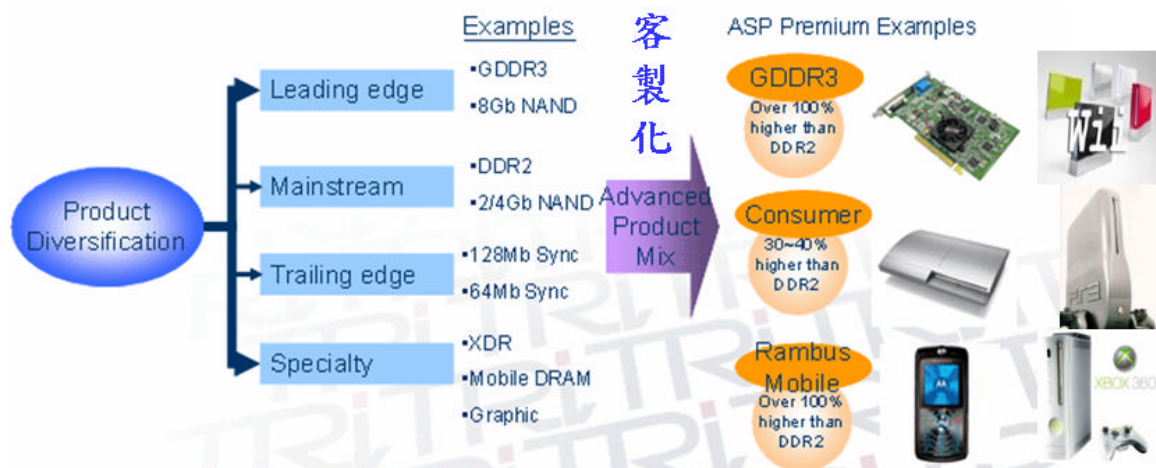 Examples
客製化
ASP Premium Examples
Product
Diversification
Leading edge
▪GDDR3
▪8Gb NAND
Mainstream
▪DDR2
▪2/4Gb NAND
Trailing edge
▪128Mb Sync
▪64Mb Sync
Specialty
▪XDR
▪Mobile DRAM
▪Graphic
Advanced
Product
Mix
GDDR3
Over 100%
higher than
DDR2
Wii
Consumer
30~40%
higher than
DDR2
PS3
Rambus
Mobile
Over 100%
higher than
DDR2
XBOX 360